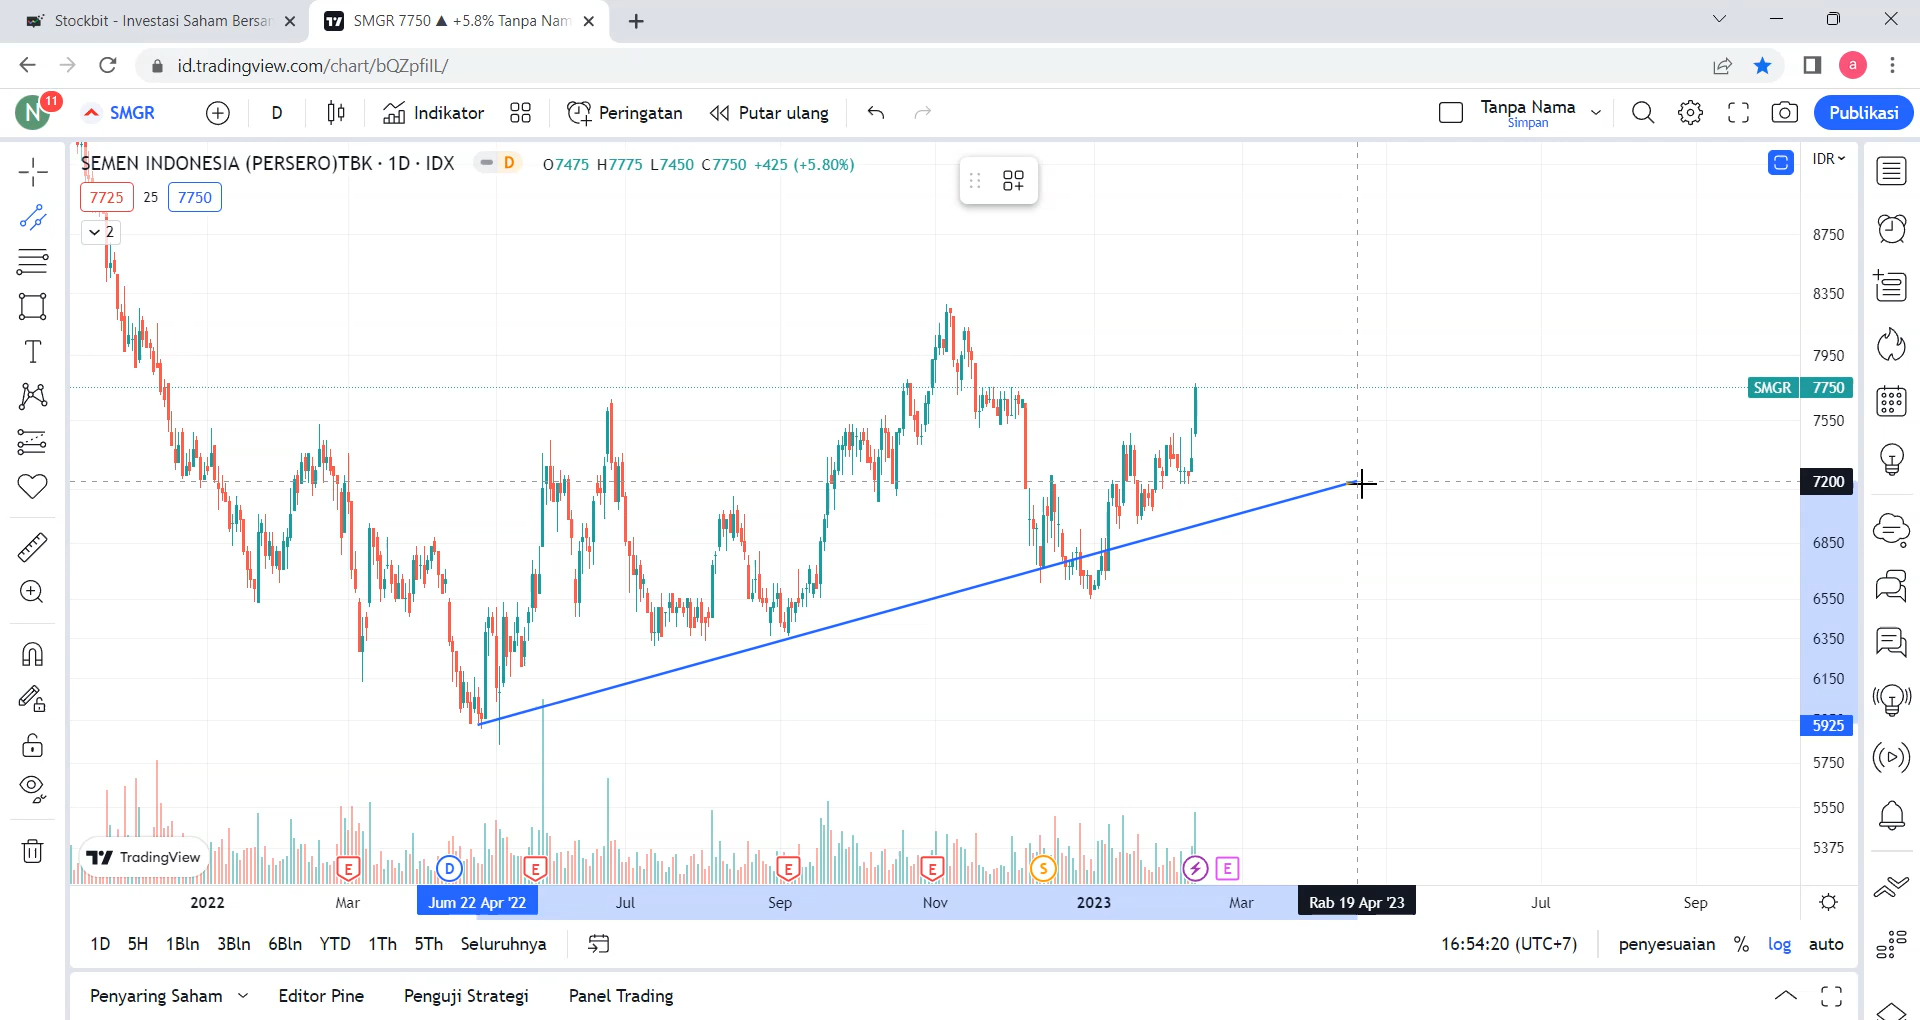 Stockbit - Investasi Saham Bersar
SMGR 7750 ▲ +5.8% Tanpa Nam
id.tradingview.com/chart/bQZpfiIL/
a
N
11
SMGR
D
Indikator
Peringatan
Putar ulang
Tanpa Nama
Simpan
Publikasi
SEMEN INDONESIA (PERSERO)TBK · 1D · IDX
D
O7475 H7775 L7450 C7750 +425 (+5.80%)
IDR
7725 25 7750
2
8750
8350
7950
SMGR 7750
7550
7200
6850
6550
6350
6150
5925
5750
5550
5375
TradingView
E D E E E S E
2022 Mar Jum 22 Apr '22 Jul Sep Nov 2023 Mar Rab 19 Apr '23 Jul Sep
1D 5H 1Bln 3Bln 6Bln YTD 1Th 5Th Seluruhnya
16:54:20 (UTC+7) penyesuaian % log auto
Penyaring Saham Editor Pine Penguji Strategi Panel Trading